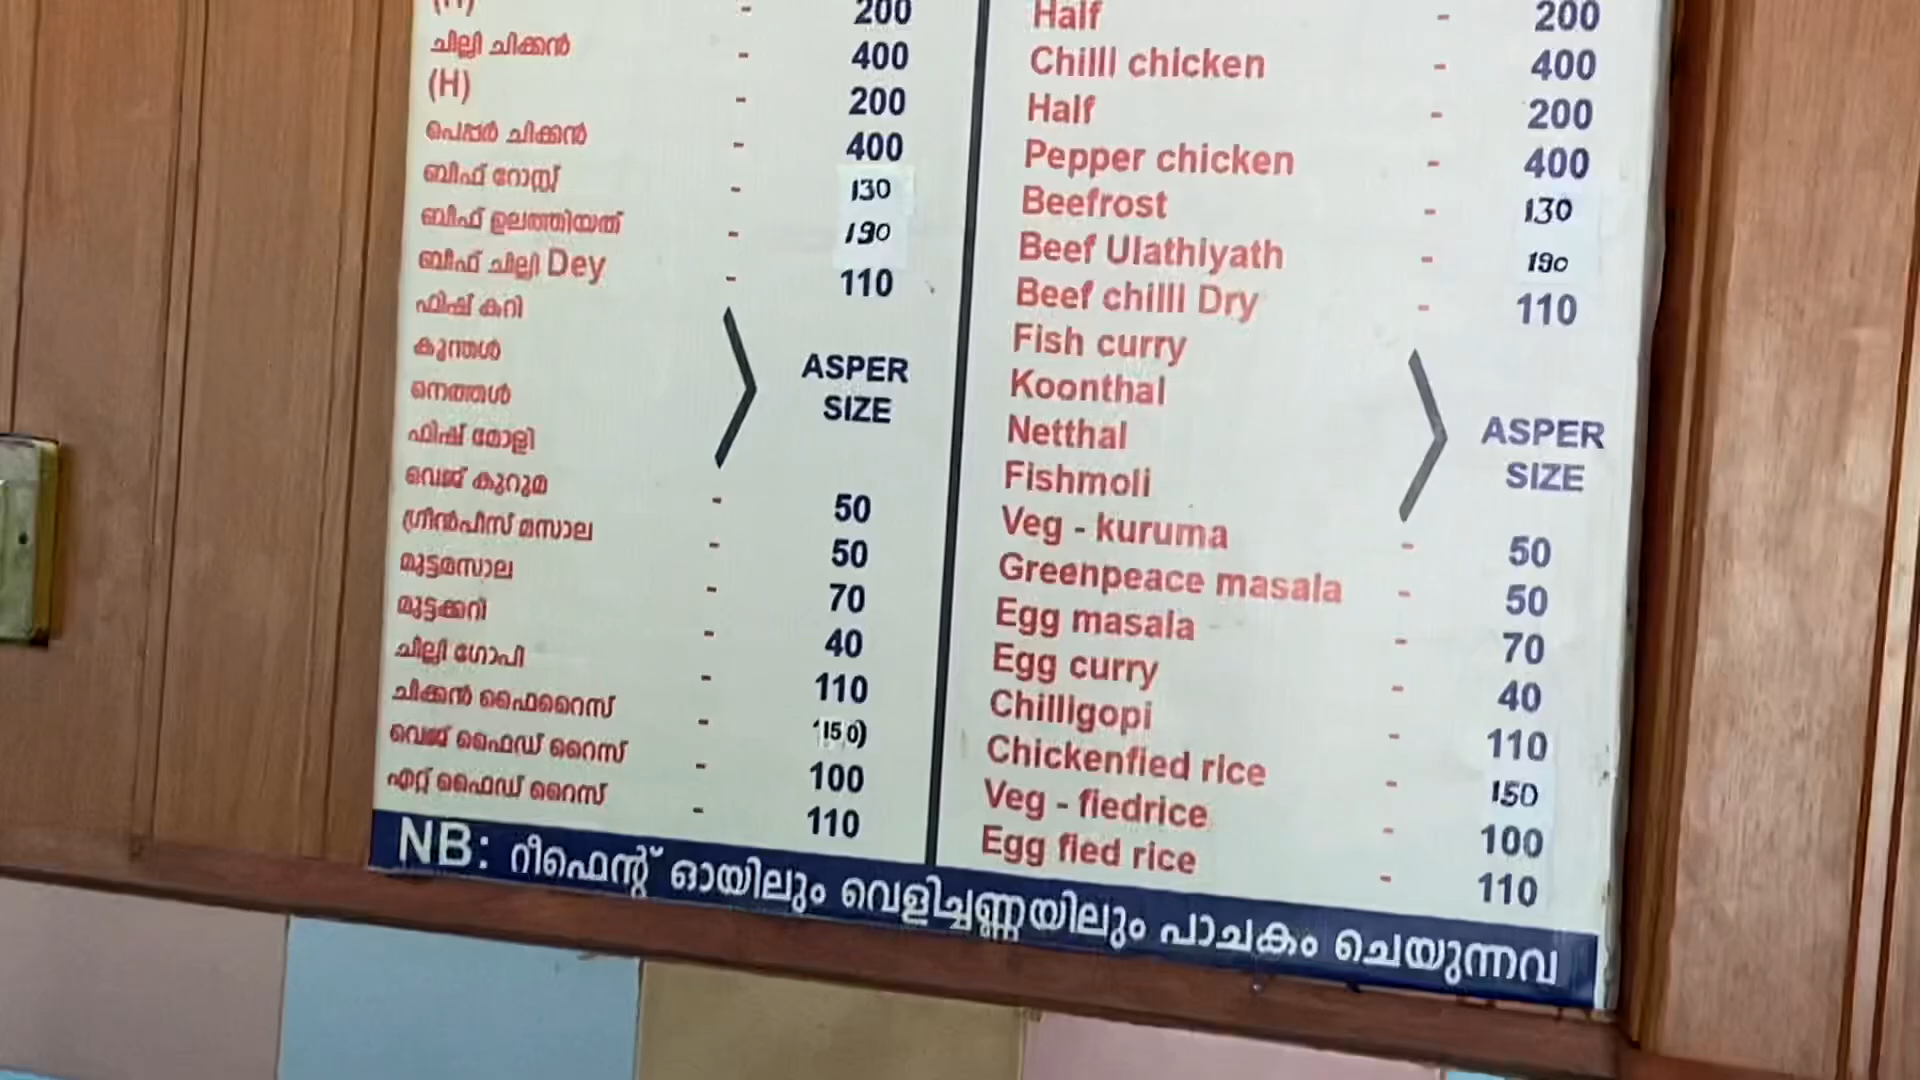 (H) - 200
ചില്ലി ചിക്കൻ - 400
(H) - 200
പെപ്പർ ചിക്കൻ - 400
ബീഫ് റോസ്റ്റ് - 130
ബീഫ് ഉലത്തിയത് - 130
ബീഫ് ചില്ലി Dey - 110
ഫിഷ് കറി
കൂന്തൾ
നെത്തൾ
ഫിഷ് മോളി
ASPER
SIZE
വെജ് കുറുമ - 50
ഗ്രീൻപീസ് മസാല - 50
മുട്ടമസാല - 70
മുട്ടക്കറി - 40
ചില്ലി ഗോപി - 110
ചിക്കൻ ഫൈറൈസ് - 150
വെജ് ഫൈഡ് റൈസ് - 100
എഗ്ഗ് ഫൈഡ് റൈസ് - 110
Half - 200
Chilli chicken - 400
Half - 200
Pepper chicken - 400
Beefrost - 130
Beef Ulathiyath - 130
Beef chilli Dry - 110
Fish curry
Koonthal
Netthal
Fishmoli
ASPER
SIZE
Veg - kuruma - 50
Greenpeace masala - 50
Egg masala - 70
Egg curry - 40
Chilligopi - 110
Chickenfied rice - 150
Veg - fiedrice - 100
Egg fied rice - 110
NB: റീഫെന്റ് ഓയിലും വെളിച്ചണ്ണയിലും പാചകം ചെയുന്നവ